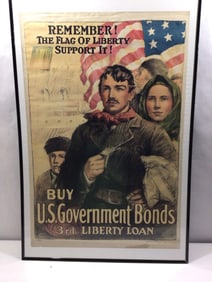 REMEMBER!
THE FLAG OF LIBERTY
SUPPORT IT!
BUY
U.S. Government Bonds
3rd. LIBERTY LOAN